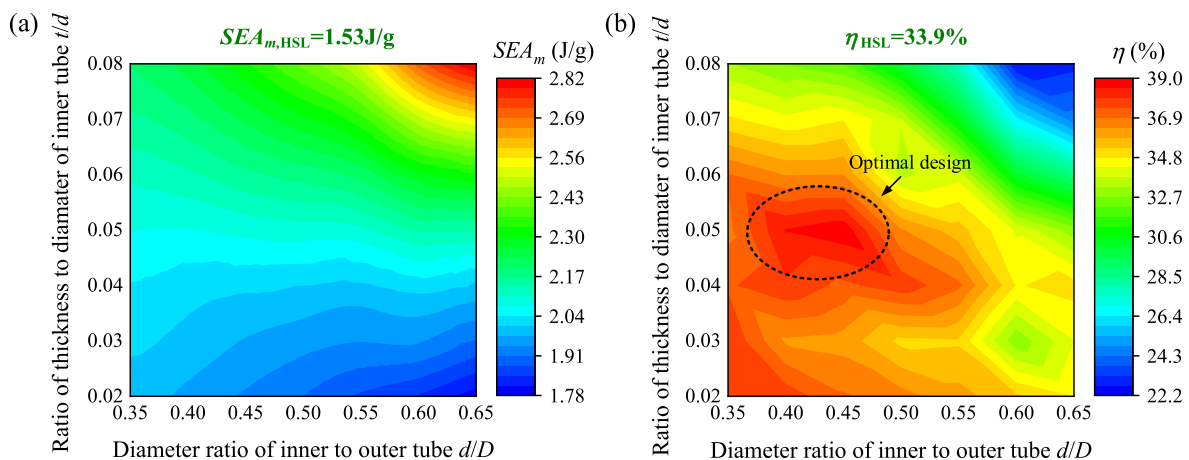 (a)
SEAm,HSL=1.53J/g
SEAm (J/g)
Ratio of thickness to diamater of inner tube t/d
0.08
0.07
0.06
0.05
0.04
0.03
0.02
0.35 0.40 0.45 0.50 0.55 0.60 0.65
Diameter ratio of inner to outer tube d/D
2.82
2.69
2.56
2.43
2.30
2.17
2.04
1.91
1.78
(b)
ηHSL=33.9%
η (%)
Ratio of thickness to diamater of inner tube t/d
0.08
0.07
0.06
0.05
0.04
0.03
0.02
Optimal design
0.35 0.40 0.45 0.50 0.55 0.60 0.65
Diameter ratio of inner to outer tube d/D
39.0
36.9
34.8
32.7
30.6
28.5
26.4
24.3
22.2